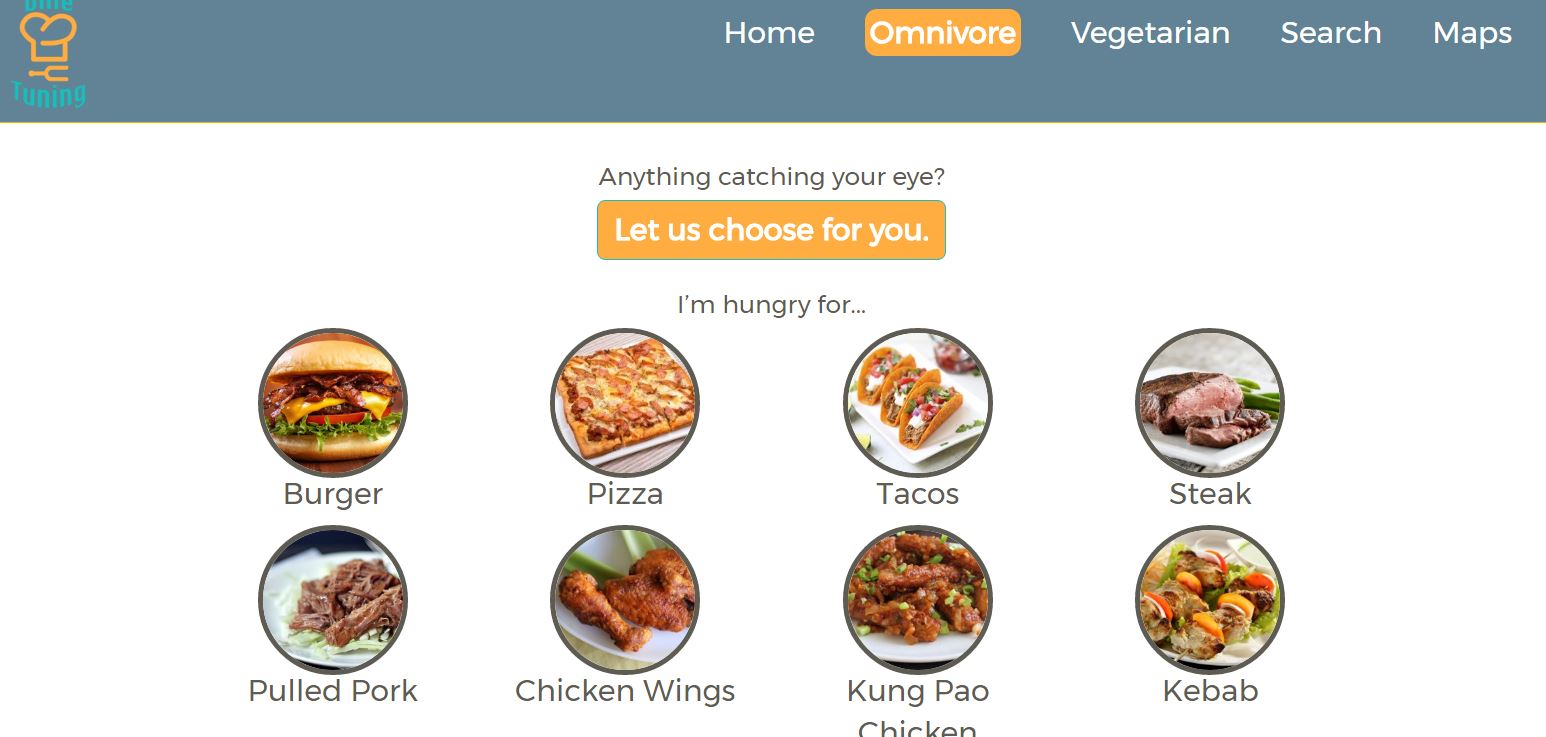 Tuning
Home Omnivore Vegetarian Search Maps
Anything catching your eye?
Let us choose for you.
I'm hungry for...
Burger Pizza Tacos Steak
Pulled Pork Chicken Wings Kung Pao Kebab
Chicken